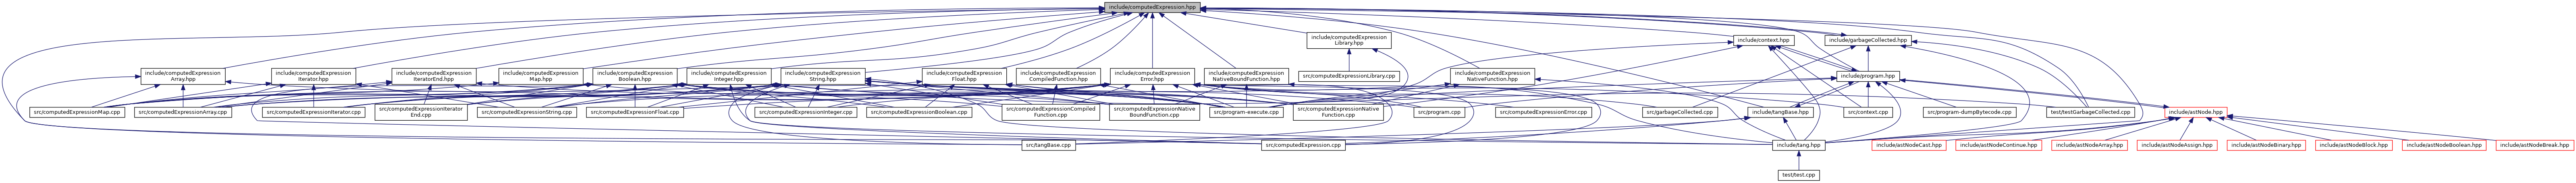 include/computedExpression.hpp
include/computedExpression
Library.hpp
include/context.hpp
include/garbageCollected.hpp
include/computedExpression
Array.hpp
include/computedExpression
Iterator.hpp
include/computedExpression
IteratorEnd.hpp
include/computedExpression
Map.hpp
include/computedExpression
Boolean.hpp
include/computedExpression
Integer.hpp
include/computedExpression
String.hpp
include/computedExpression
Float.hpp
include/computedExpression
CompiledFunction.hpp
include/computedExpression
Error.hpp
include/computedExpression
NativeBoundFunction.hpp
src/computedExpressionLibrary.cpp
include/computedExpression
NativeFunction.hpp
include/program.hpp
src/computedExpressionMap.cpp
src/computedExpressionArray.cpp
src/computedExpressionIterator.cpp
src/computedExpressionIterator
End.cpp
src/computedExpressionString.cpp
src/computedExpressionFloat.cpp
src/computedExpressionInteger.cpp
src/computedExpressionBoolean.cpp
src/computedExpressionCompiled
Function.cpp
src/computedExpressionNative
BoundFunction.cpp
src/program-execute.cpp
src/computedExpressionNative
Function.cpp
src/program.cpp
src/computedExpressionError.cpp
src/garbageCollected.cpp
include/tangBase.hpp
src/context.cpp
src/program-dumpBytecode.cpp
test/testGarbageCollected.cpp
include/astNode.hpp
src/tangBase.cpp
src/computedExpression.cpp
include/tang.hpp
include/astNodeCast.hpp
include/astNodeContinue.hpp
include/astNodeArray.hpp
include/astNodeAssign.hpp
include/astNodeBinary.hpp
include/astNodeBlock.hpp
include/astNodeBoolean.hpp
include/astNodeBreak.hpp
test/test.cpp